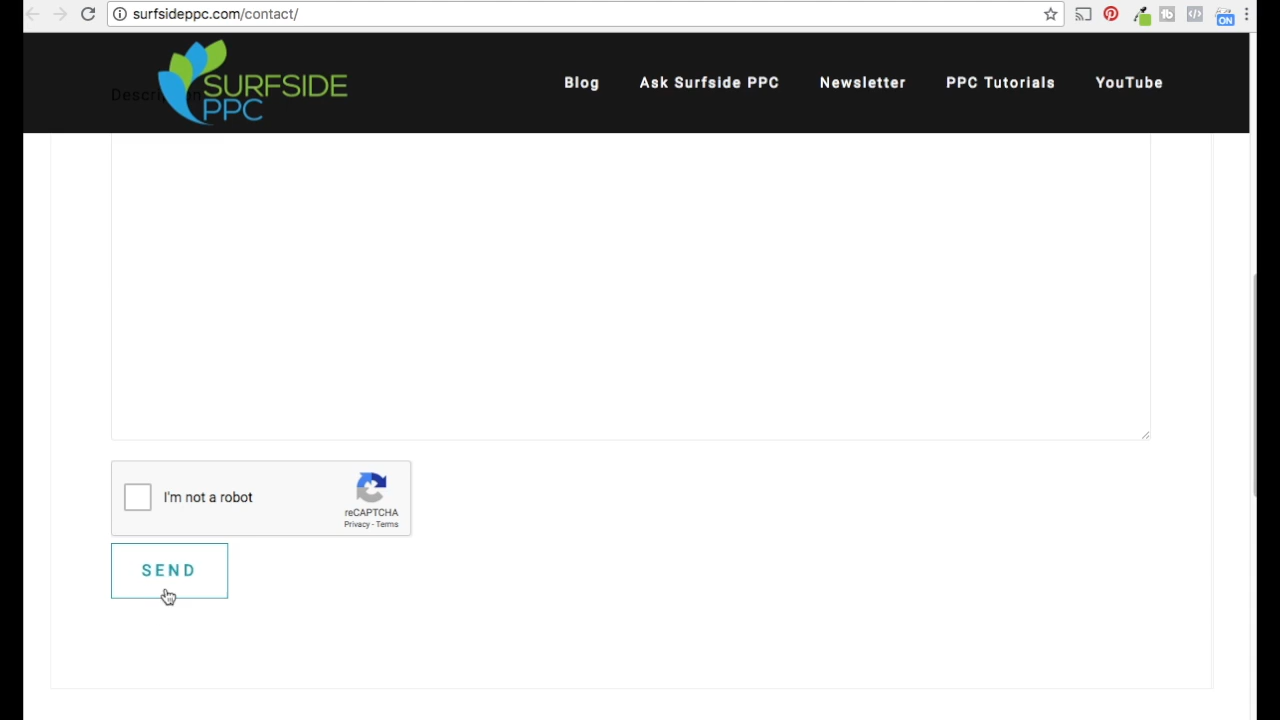 surfsideppc.com/contact/
ON
SURFSIDE
PPC
Blog
Ask Surfside PPC
Newsletter
PPC Tutorials
YouTube
I'm not a robot
reCAPTCHA
Privacy - Terms
SEND